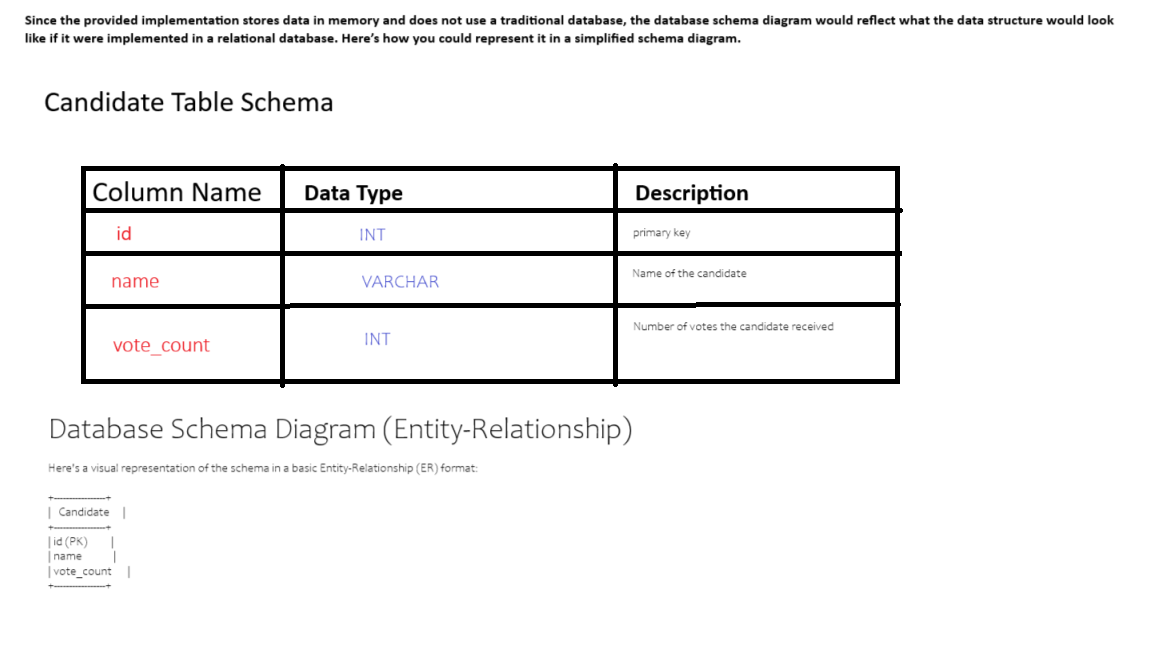 Since the provided implementation stores data in memory and does not use a traditional database, the database schema diagram would reflect what the data structure would look
like if it were implemented in a relational database. Here's how you could represent it in a simplified schema diagram.
Candidate Table Schema
Column Name Data Type Description
id INT primary key
name VARCHAR Name of the candidate
vote_count INT Number of votes the candidate received
Database Schema Diagram (Entity-Relationship)
Here's a visual representation of the schema in a basic Entity-Relationship (ER) format:
+----------------+
| Candidate |
+----------------+
| id (PK) |
| name |
| vote_count |
+----------------+